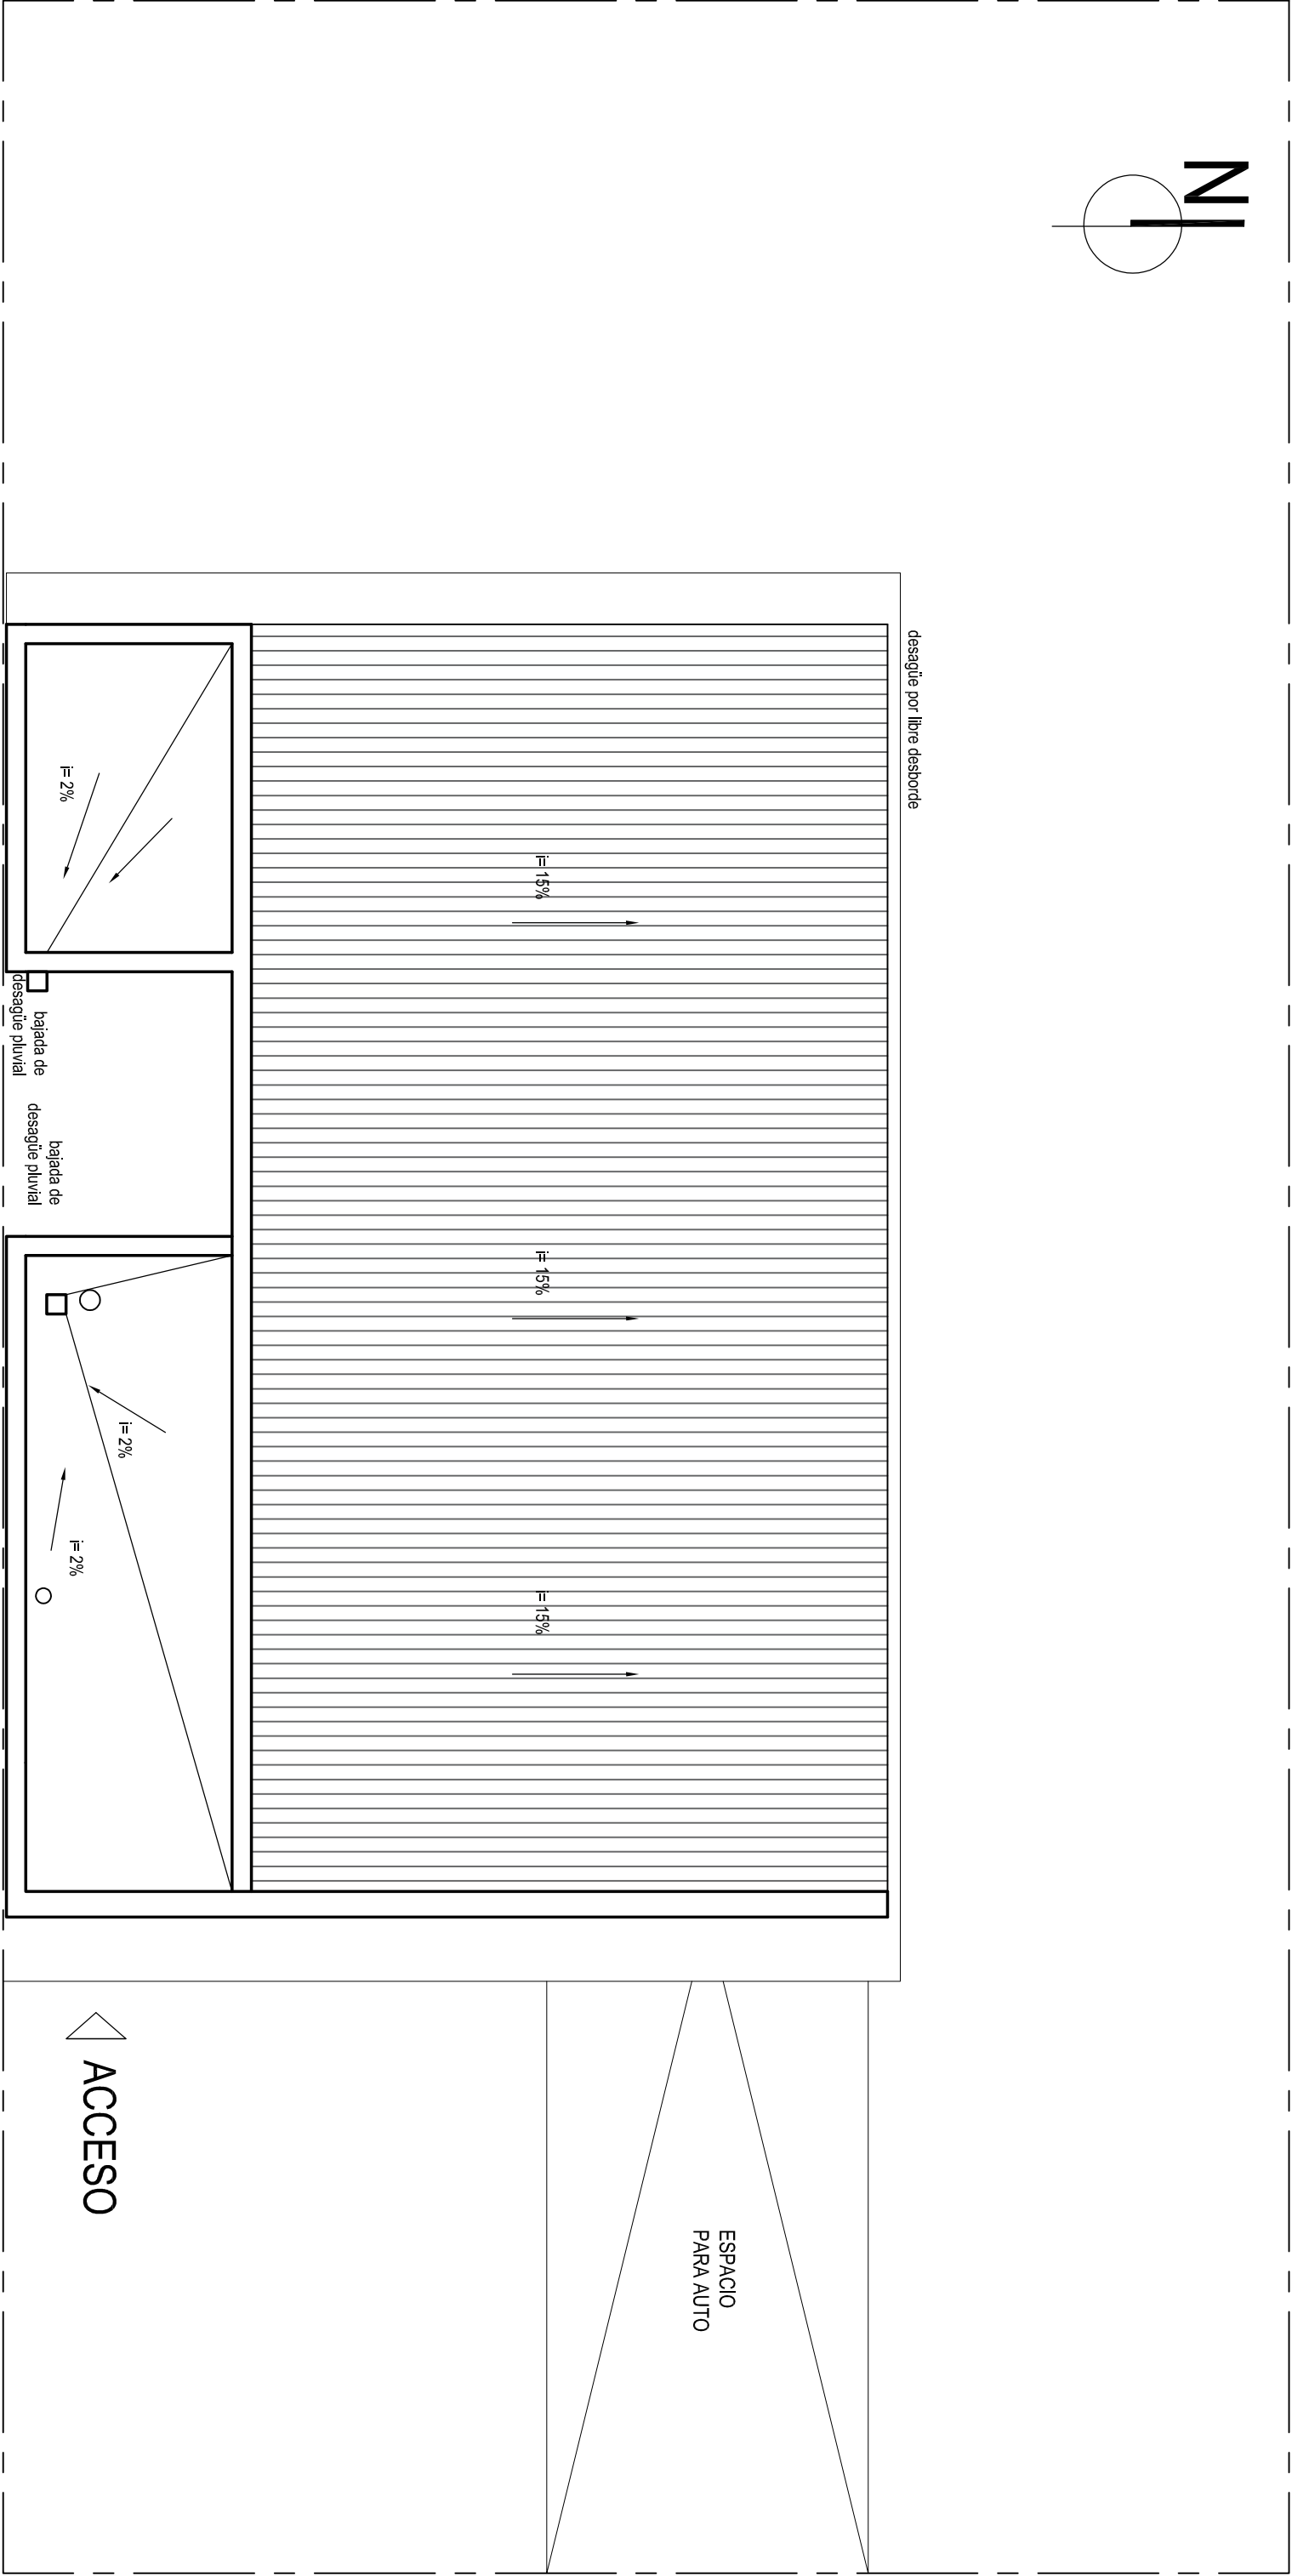 N
desagüe por libre desborde
i= 15%
i= 15%
i= 15%
i= 2%
bajada de
desagüe pluvial
bajada de
desagüe pluvial
i= 2%
i= 2%
ACCESO
ESPACIO
PARA AUTO